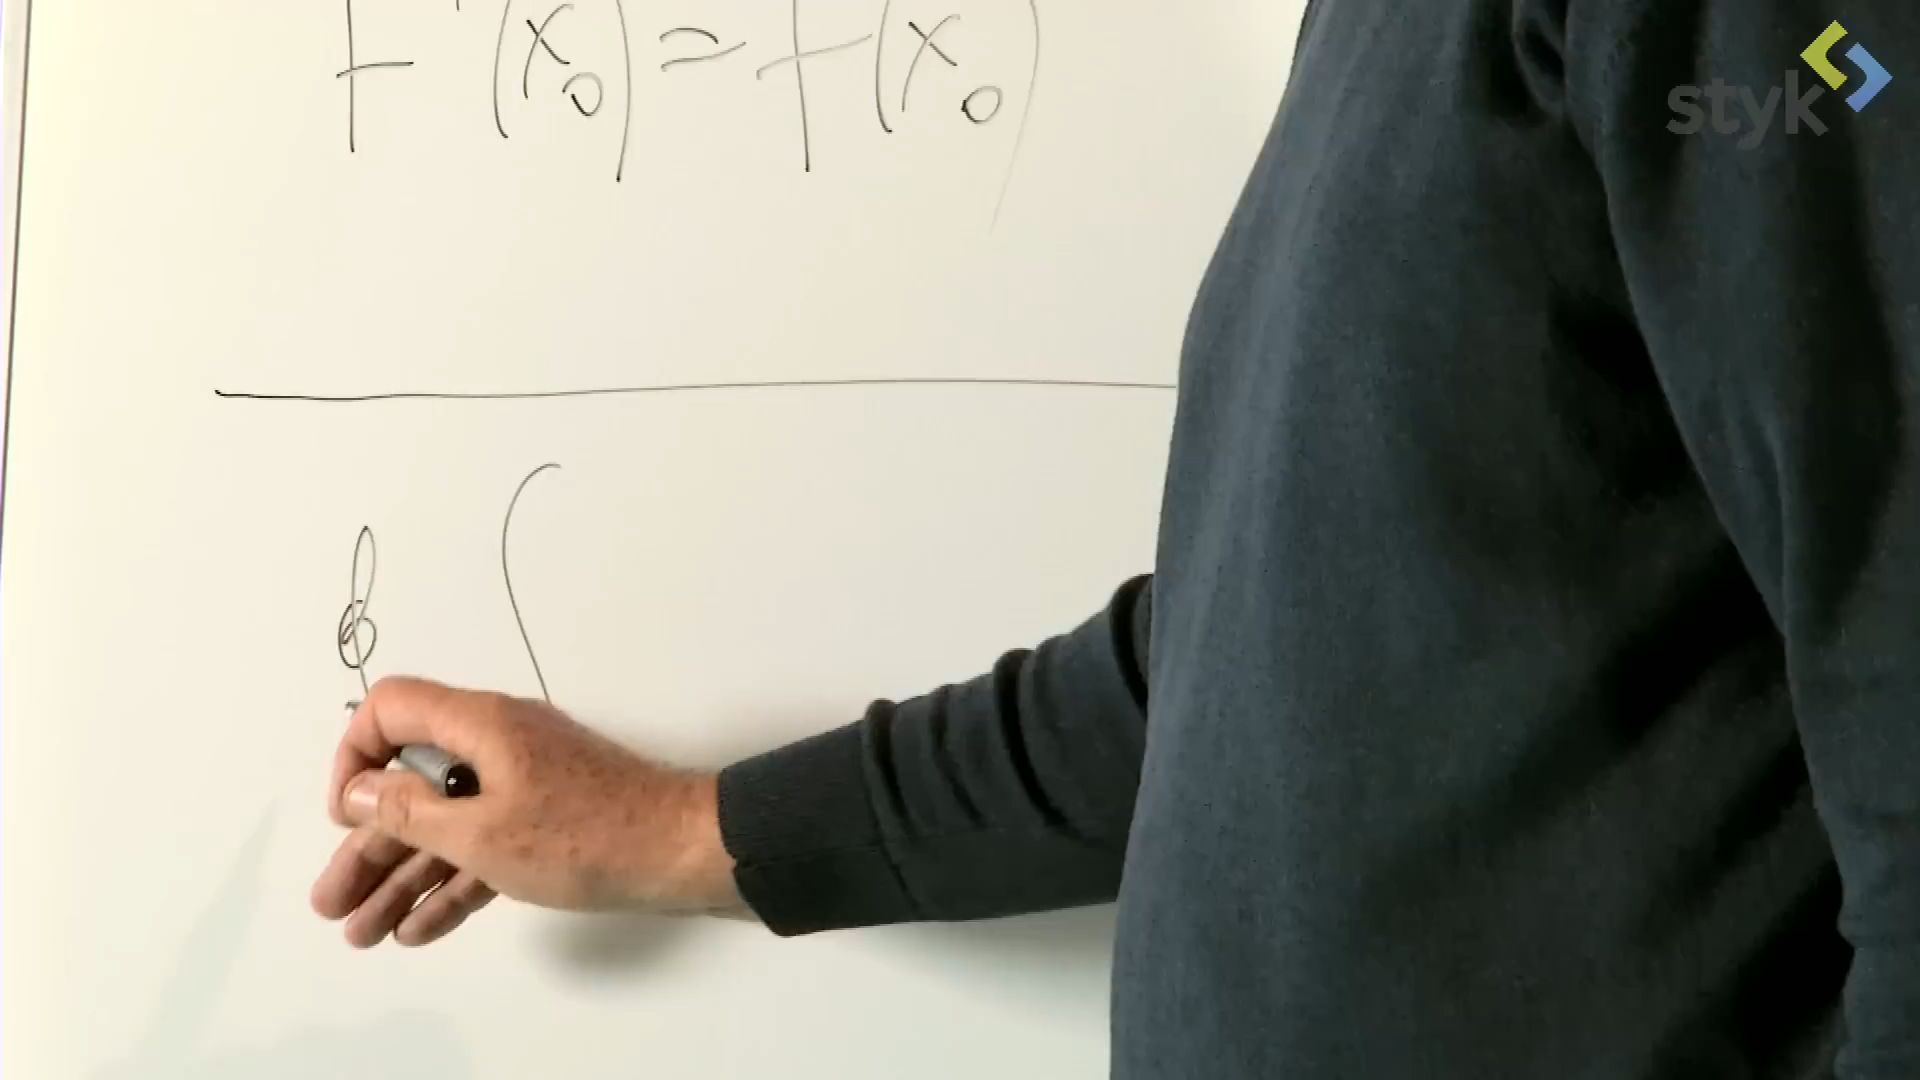 styk
F'(x₀) = f(x₀)
∫